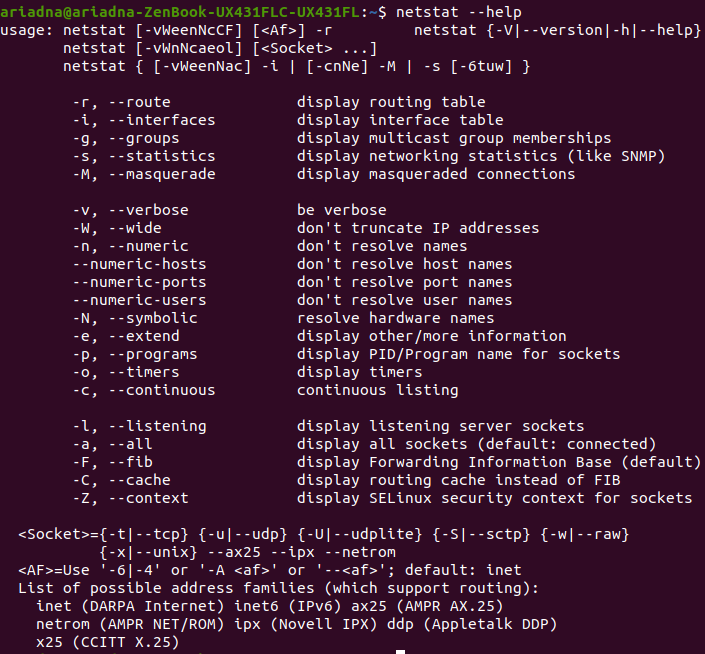 ariadna@ariadna-ZenBook-UX431FLC-UX431FL:~$ netstat --help
usage: netstat [-vWeenNcCF] [<Af>] -r         netstat {-V|--version|-h|--help}
       netstat [-vWnNcaeol] [<Socket> ...]
       netstat { [-vWeenNac] -i | [-cnNe] -M | -s [-6tuw] }

        -r, --route              display routing table
        -i, --interfaces         display interface table
        -g, --groups             display multicast group memberships
        -s, --statistics         display networking statistics (like SNMP)
        -M, --masquerade         display masqueraded connections

        -v, --verbose            be verbose
        -W, --wide               don't truncate IP addresses
        -n, --numeric            don't resolve names
        --numeric-hosts          don't resolve host names
        --numeric-ports          don't resolve port names
        --numeric-users          don't resolve user names
        -N, --symbolic           resolve hardware names
        -e, --extend             display other/more information
        -p, --programs           display PID/Program name for sockets
        -o, --timers             display timers
        -c, --continuous         continuous listing

        -l, --listening          display listening server sockets
        -a, --all                display all sockets (default: connected)
        -F, --fib                display Forwarding Information Base (default)
        -C, --cache              display routing cache instead of FIB
        -Z, --context            display SELinux security context for sockets

  <Socket>={-t|--tcp} {-u|--udp} {-U|--udplite} {-S|--sctp} {-w|--raw}
           {-x|--unix} --ax25 --ipx --netrom
  <AF>=Use '-6|-4' or '-A <af>' or '--<af>'; default: inet
  List of possible address families (which support routing):
    inet (DARPA Internet) inet6 (IPv6) ax25 (AMPR AX.25)
    netrom (AMPR NET/ROM) ipx (Novell IPX) ddp (Appletalk DDP)
    x25 (CCITT X.25)